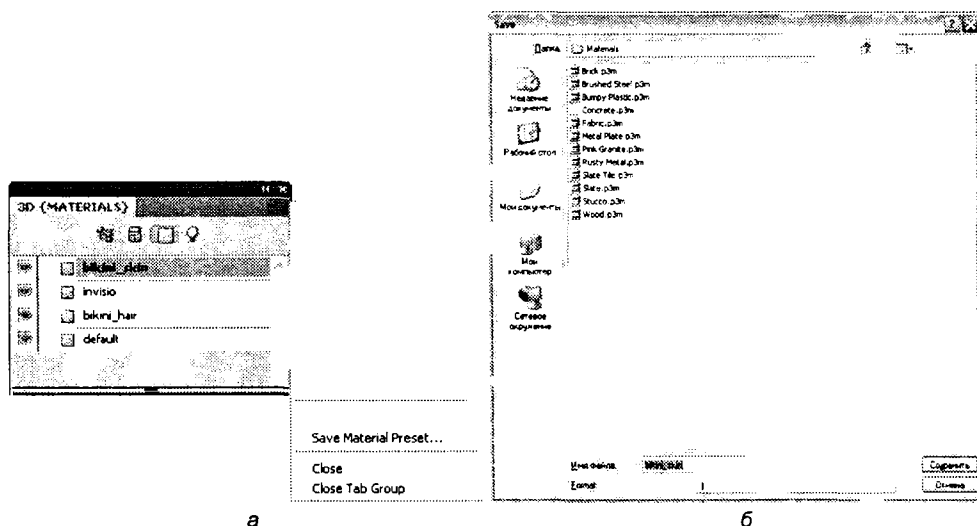 3D {MATERIALS}
bikini_skin
invisio
bikini_hair
default
Save Material Preset...
Close
Close Tab Group
а
Save
Папка:
Materials
Недавние
документы
Рабочий стол
Мои документы
Мой
компьютер
Сетевое
окружение
Brick.p3m
Brushed Steel.p3m
Bumpy Plastic.p3m
Concrete.p3m
Fabric.p3m
Metal Plate.p3m
Pink Granite.p3m
Rusty Metal.p3m
Slate Tile.p3m
Slate.p3m
Stucco.p3m
Wood.p3m
Имя файла:
Format:
Сохранить
Отмена
б